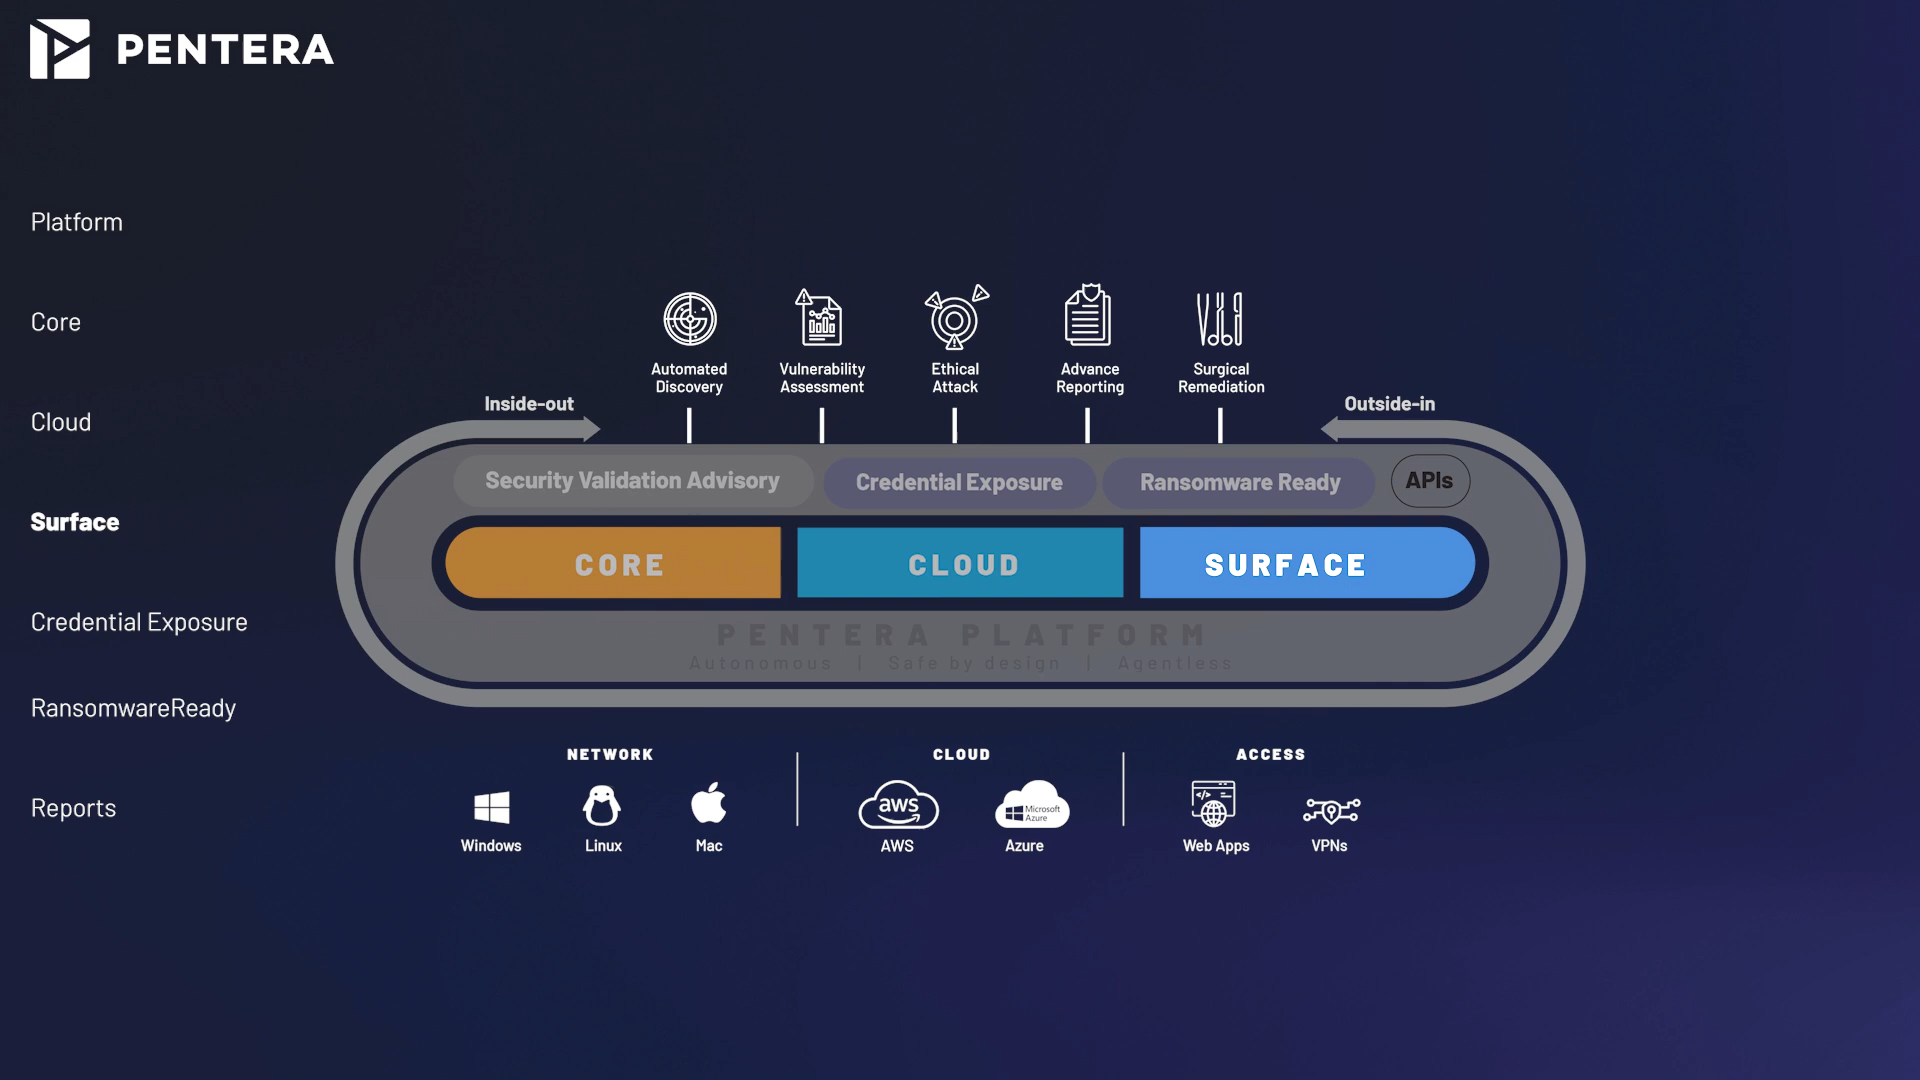 PENTERA
Platform
Core
Cloud
Surface
Credential Exposure
RansomwareReady
Reports
Automated
Discovery
Vulnerability
Assessment
Ethical
Attack
Advance
Reporting
Surgical
Remediation
Inside-out
Outside-in
Security Validation Advisory
Credential Exposure
Ransomware Ready
APIs
CORE
CLOUD
SURFACE
PENTERA PLATFORM
Autonomous | Safe by design | Agentless
NETWORK
Windows
Linux
Mac
CLOUD
aws
AWS
Microsoft
Azure
Azure
ACCESS
</>
Web Apps
VPNs